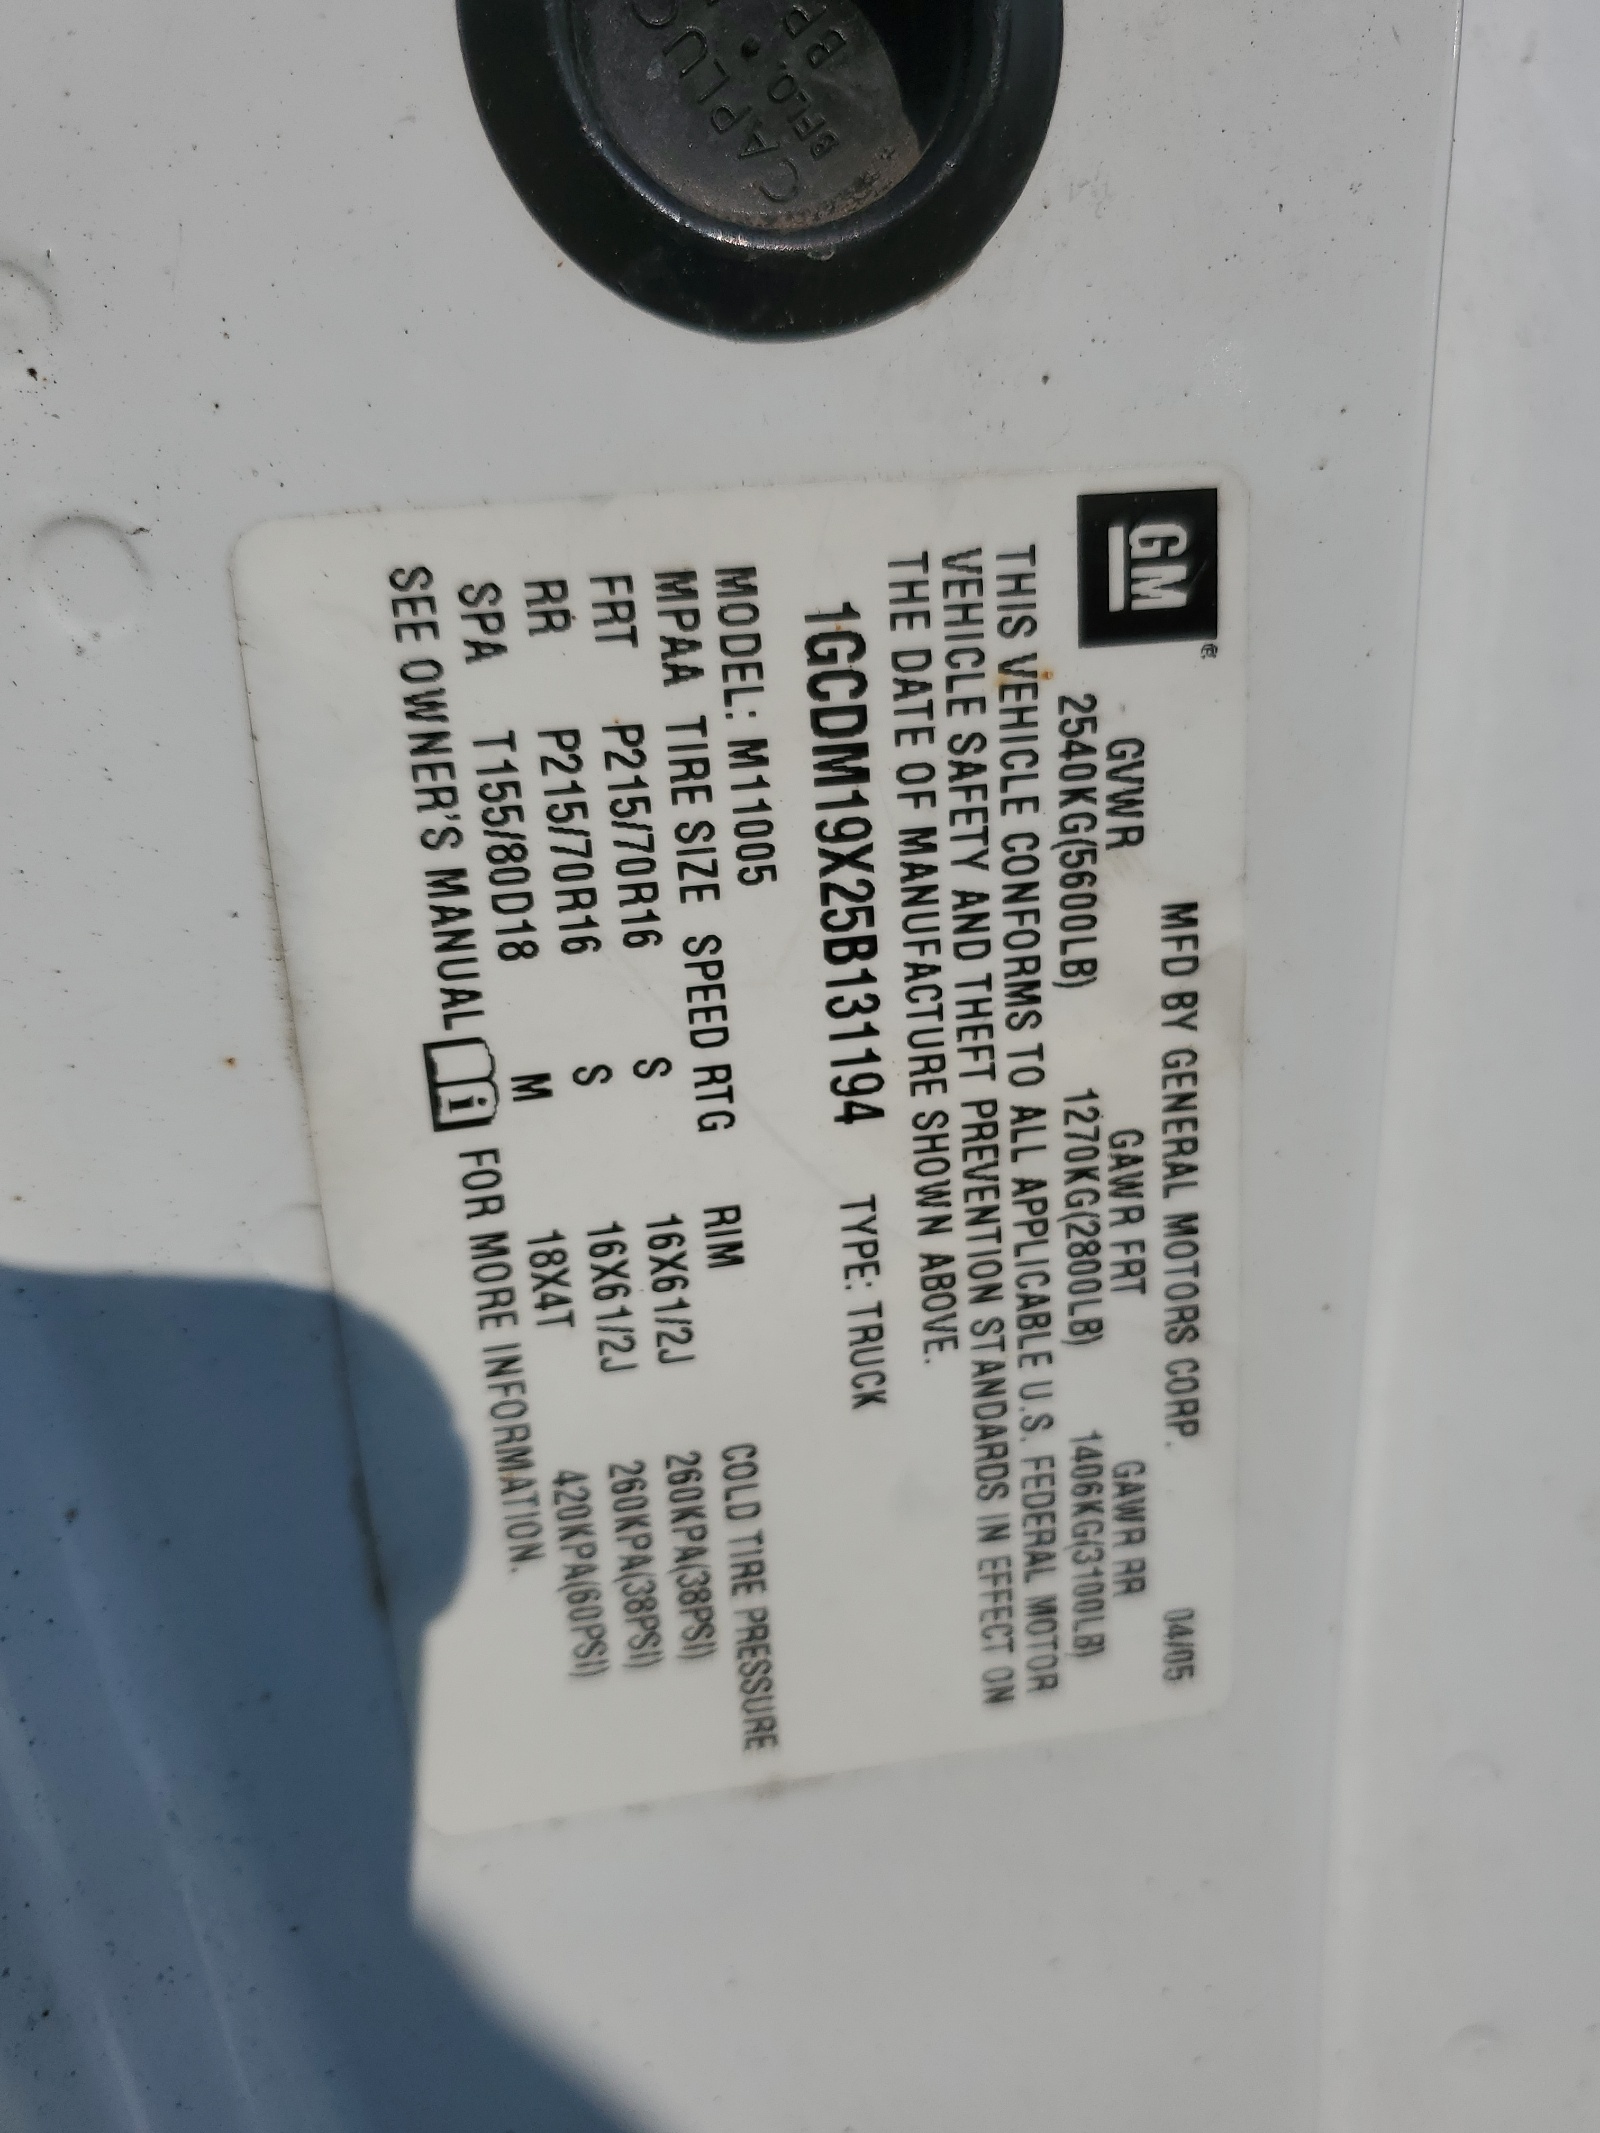 CAPLUG
BFLO.
BP
GM®
MFD BY GENERAL MOTORS CORP. 04/05
GVWR GAWR FRT GAWR RR
2540KG(5600LB) 1270KG(2800LB) 1406KG(3100LB)
THIS VEHICLE CONFORMS TO ALL APPLICABLE U.S. FEDERAL MOTOR
VEHICLE SAFETY AND THEFT PREVENTION STANDARDS IN EFFECT ON
THE DATE OF MANUFACTURE SHOWN ABOVE.
1GCDM19X25B131194 TYPE: TRUCK
MODEL: M11005
MPAA TIRE SIZE SPEED RTG RIM COLD TIRE PRESSURE
FRT P215/70R16 S 16X61/2J 260KPA(38PSI)
RR P215/70R16 S 16X61/2J 260KPA(38PSI)
SPA T155/80D18 M 18X4T 420KPA(60PSI)
SEE OWNER'S MANUAL i FOR MORE INFORMATION.